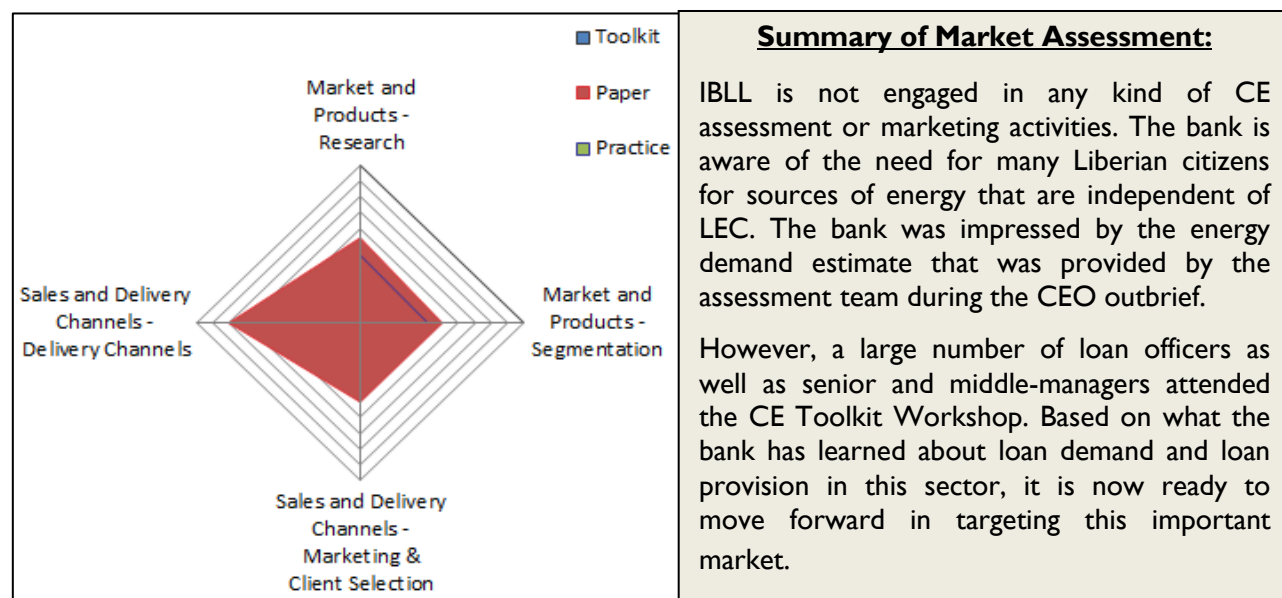 Toolkit
Paper
Practice
Market and
Products -
Research
Market and
Products -
Segmentation
Sales and Delivery
Channels -
Marketing &
Client Selection
Sales and Delivery
Channels -
Delivery Channels
Summary of Market Assessment:
IBLL is not engaged in any kind of CE
assessment or marketing activities. The bank is
aware of the need for many Liberian citizens
for sources of energy that are independent of
LEC. The bank was impressed by the energy
demand estimate that was provided by the
assessment team during the CEO outbrief.
However, a large number of loan officers as
well as senior and middle-managers attended
the CE Toolkit Workshop. Based on what the
bank has learned about loan demand and loan
provision in this sector, it is now ready to
move forward in targeting this important
market.